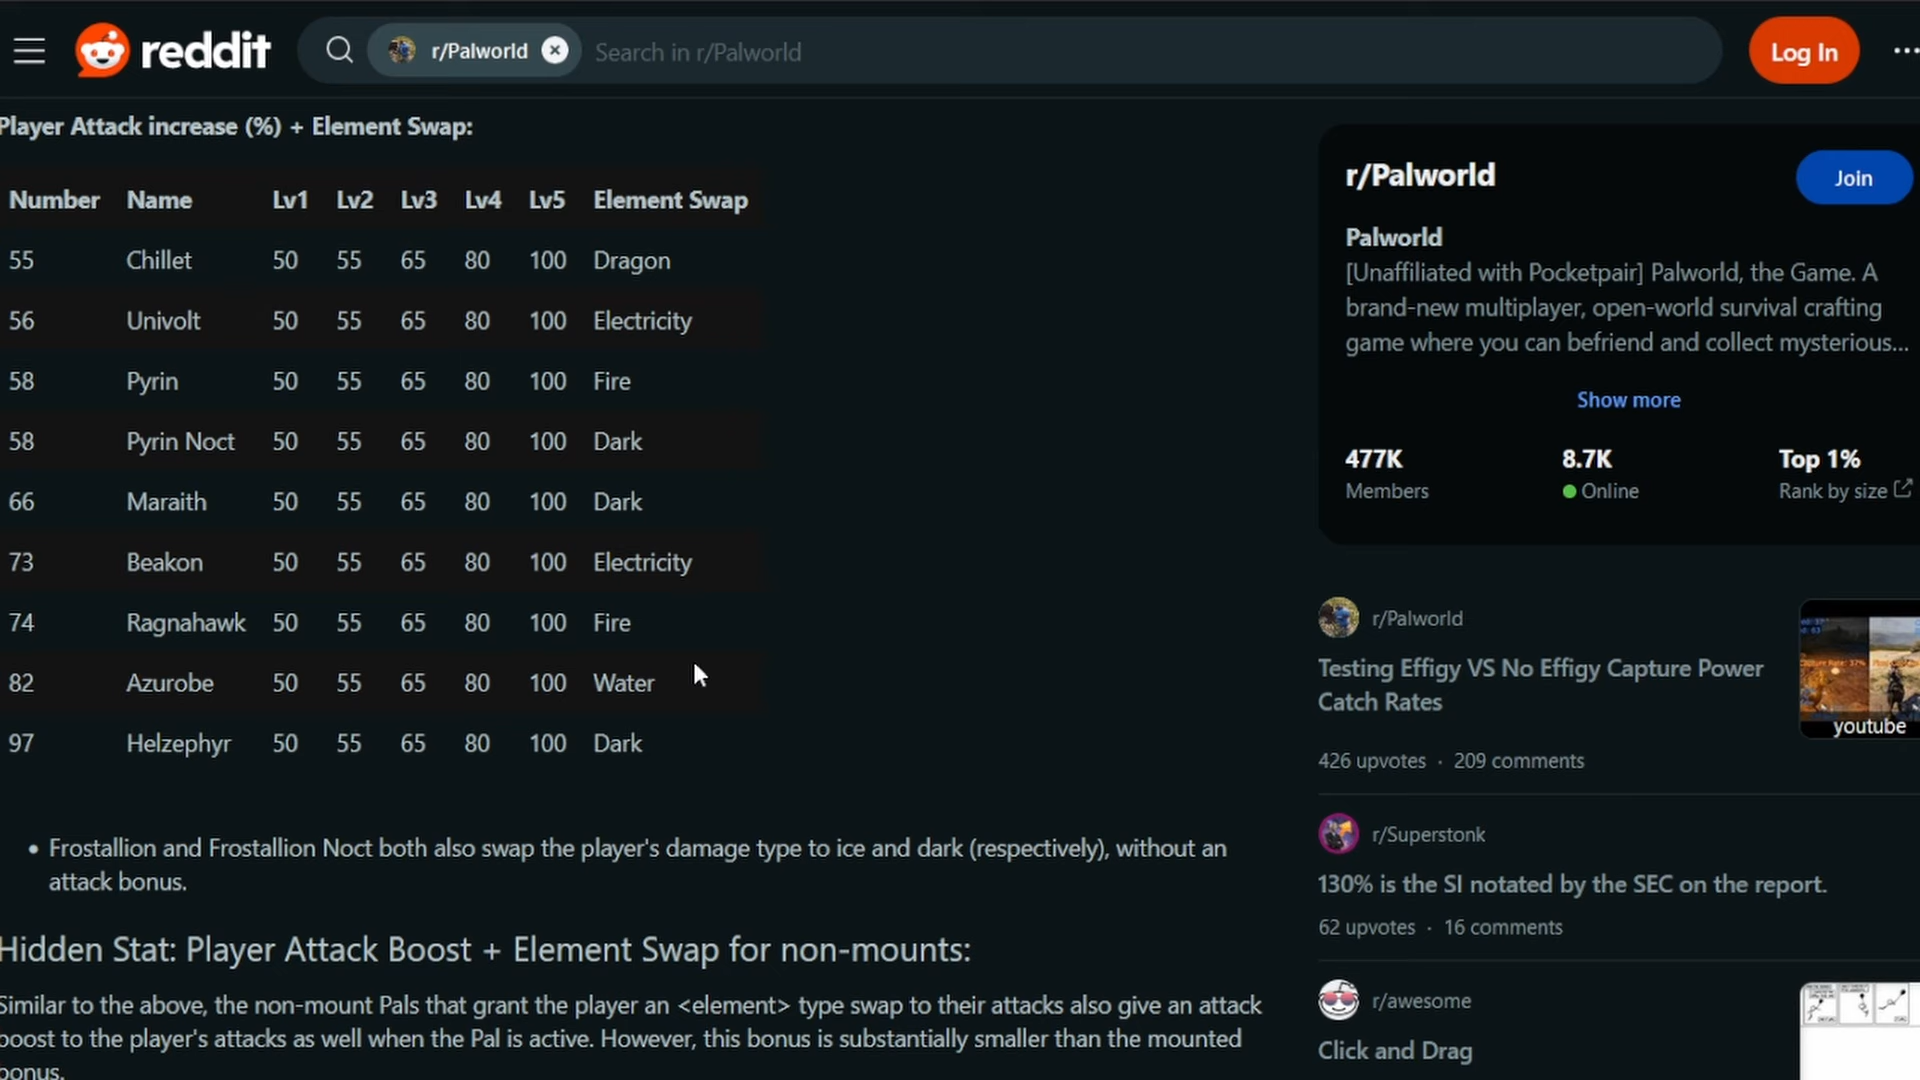 reddit
r/Palworld
Search in r/Palworld
Log In
Player Attack increase (%) + Element Swap:
Number Name Lv1 Lv2 Lv3 Lv4 Lv5 Element Swap
55 Chillet 50 55 65 80 100 Dragon
56 Univolt 50 55 65 80 100 Electricity
58 Pyrin 50 55 65 80 100 Fire
58 Pyrin Noct 50 55 65 80 100 Dark
66 Maraith 50 55 65 80 100 Dark
73 Beakon 50 55 65 80 100 Electricity
74 Ragnahawk 50 55 65 80 100 Fire
82 Azurobe 50 55 65 80 100 Water
97 Helzephyr 50 55 65 80 100 Dark
• Frostallion and Frostallion Noct both also swap the player's damage type to ice and dark (respectively), without an
attack bonus.
Hidden Stat: Player Attack Boost + Element Swap for non-mounts:
Similar to the above, the non-mount Pals that grant the player an <element> type swap to their attacks also give an attack
boost to the player's attacks as well when the Pal is active. However, this bonus is substantially smaller than the mounted
bonus.
r/Palworld
Join
Palworld
[Unaffiliated with Pocketpair] Palworld, the Game. A
brand-new multiplayer, open-world survival crafting
game where you can befriend and collect mysterious...
Show more
477K 8.7K Top 1%
Members Online Rank by size
r/Palworld
Testing Effigy VS No Effigy Capture Power
Catch Rates
youtube
426 upvotes · 209 comments
r/Superstonk
130% is the SI notated by the SEC on the report.
62 upvotes · 16 comments
r/awesome
Click and Drag